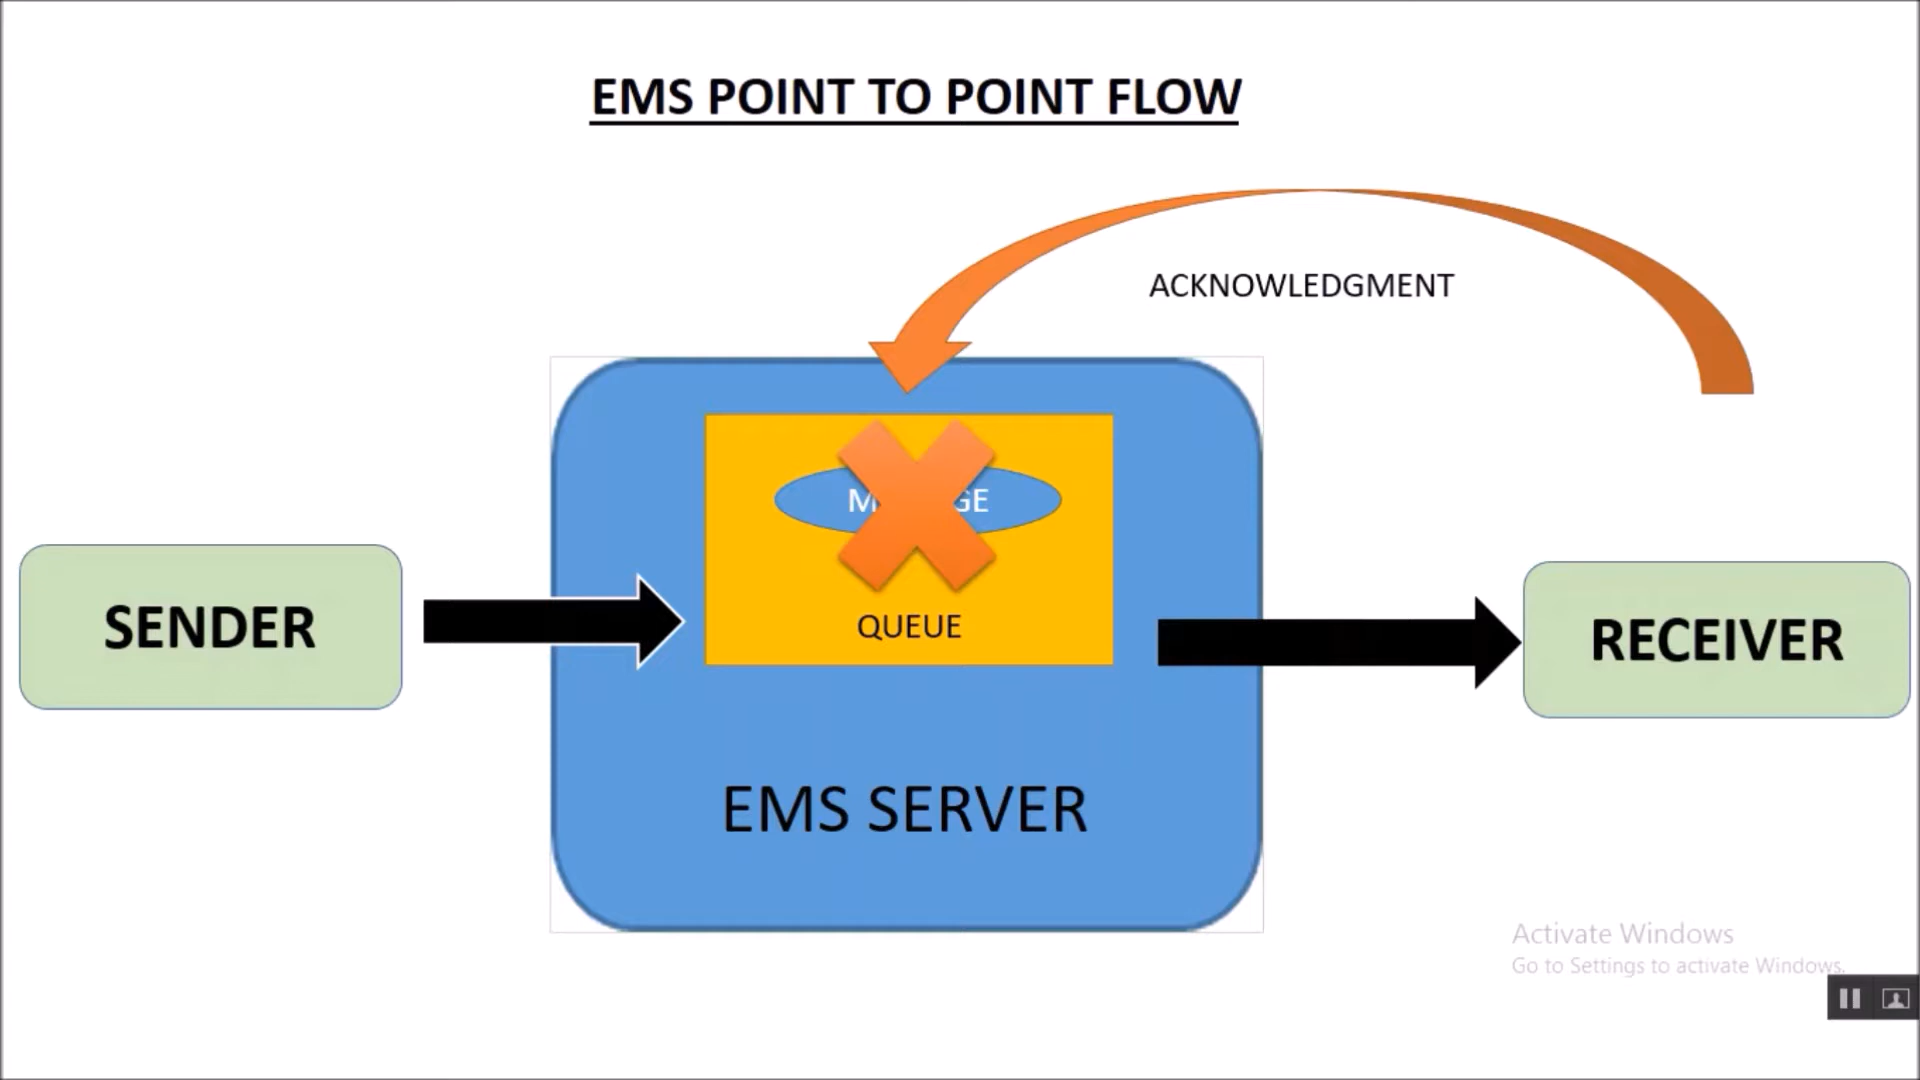 EMS POINT TO POINT FLOW
ACKNOWLEDGMENT
QUEUE
SENDER
RECEIVER
EMS SERVER
Activate Windows
Go to Settings to activate Windows.